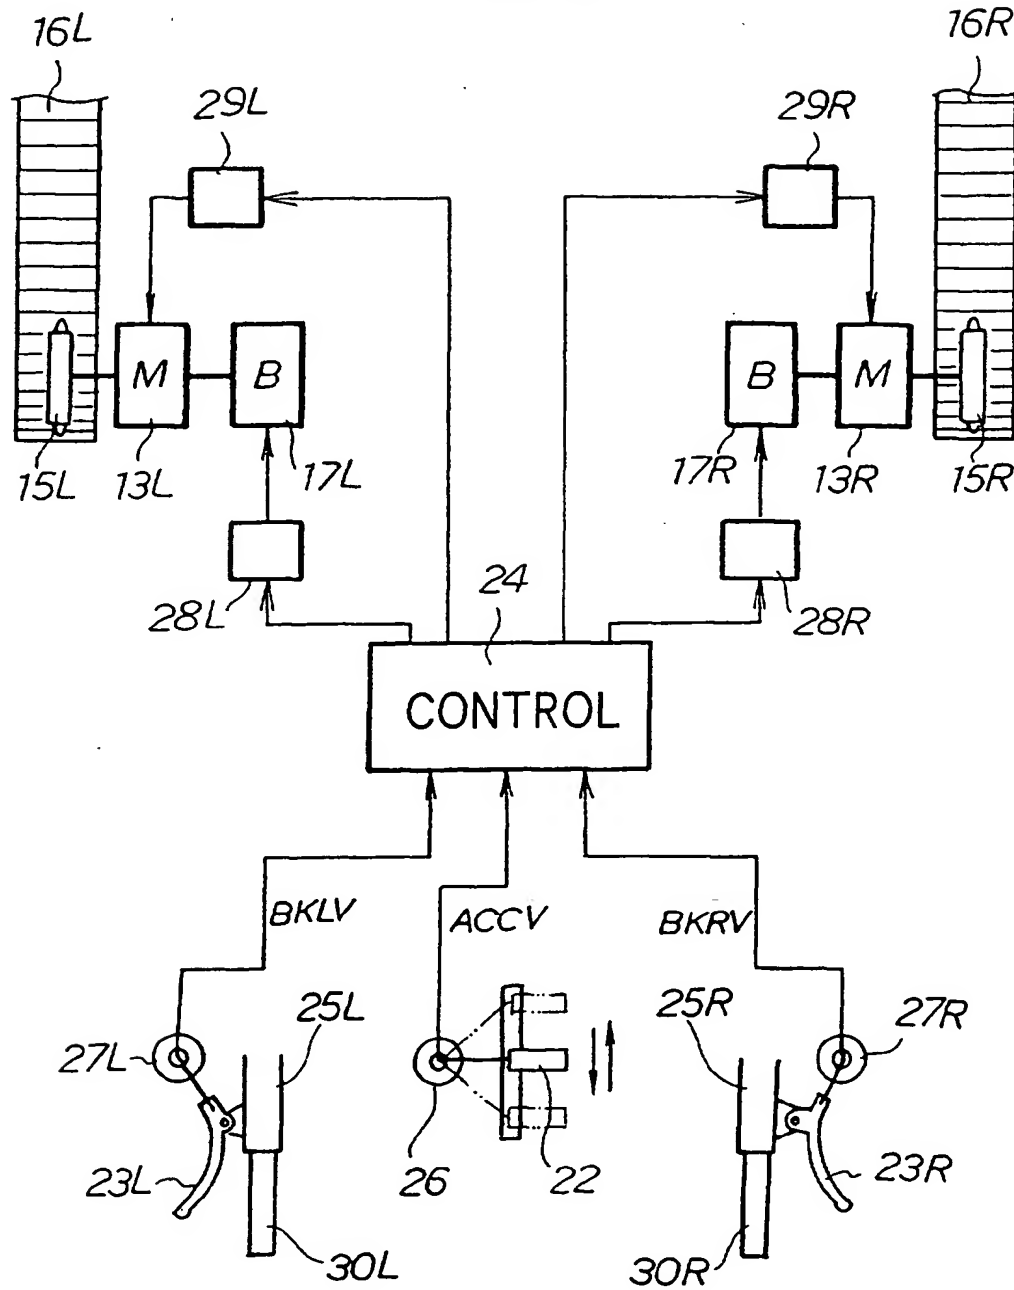 16L
16R
29L
29R
M
B
B
M
15L
13L
17L
17R
13R
15R
28L
24
28R
CONTROL
BKLV
ACCV
BKRV
25L
25R
27L
27R
23L
26
22
23R
30L
30R